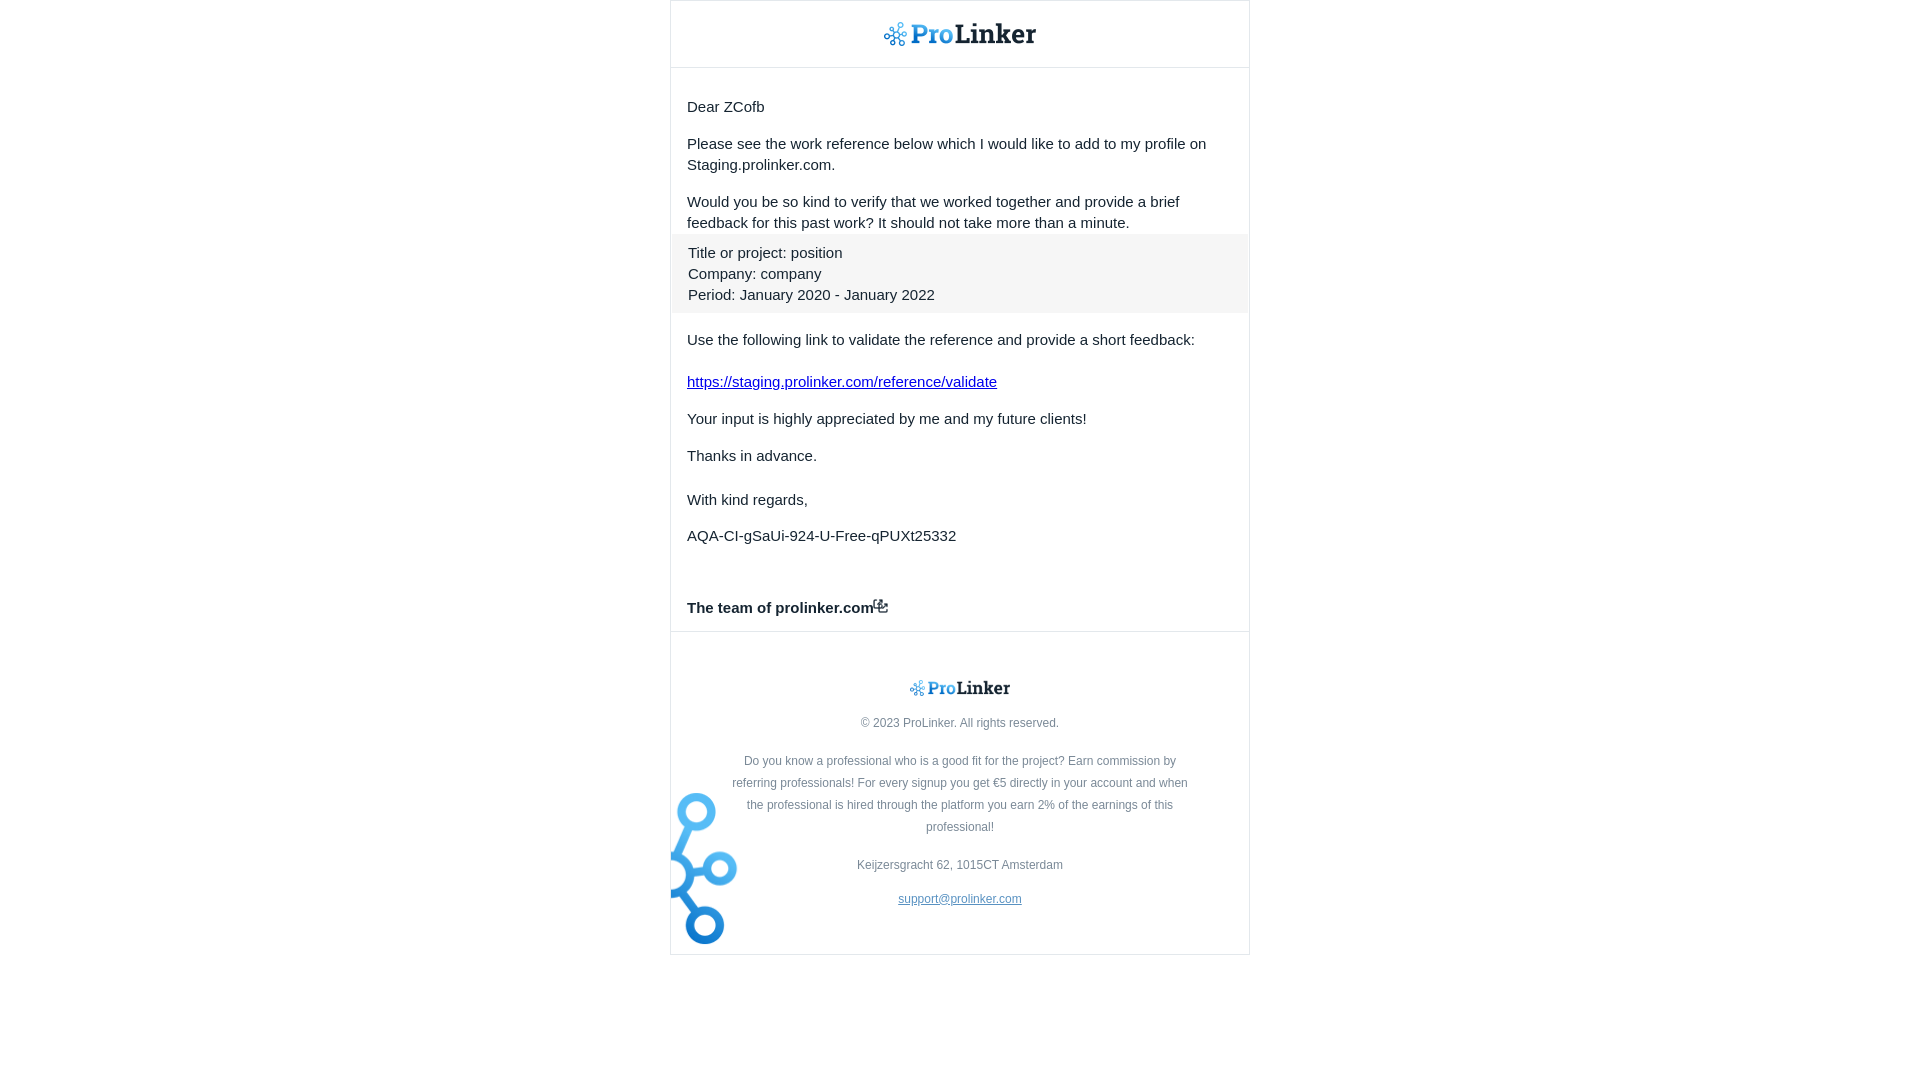 ProLinker
Dear ZCofb
Please see the work reference below which I would like to add to my profile on
Staging.prolinker.com.
Would you be so kind to verify that we worked together and provide a brief
feedback for this past work? It should not take more than a minute.
Title or project: position
Company: company
Period: January 2020 - January 2022
Use the following link to validate the reference and provide a short feedback:
https://staging.prolinker.com/reference/validate
Your input is highly appreciated by me and my future clients!
Thanks in advance.
With kind regards,
AQA-CI-gSaUi-924-U-Free-qPUXt25332
The team of prolinker.com
ProLinker
© 2023 ProLinker. All rights reserved.
Do you know a professional who is a good fit for the project? Earn commission by
referring professionals! For every signup you get €5 directly in your account and when
the professional is hired through the platform you earn 2% of the earnings of this
professional!
Keijzersgracht 62, 1015CT Amsterdam
support@prolinker.com